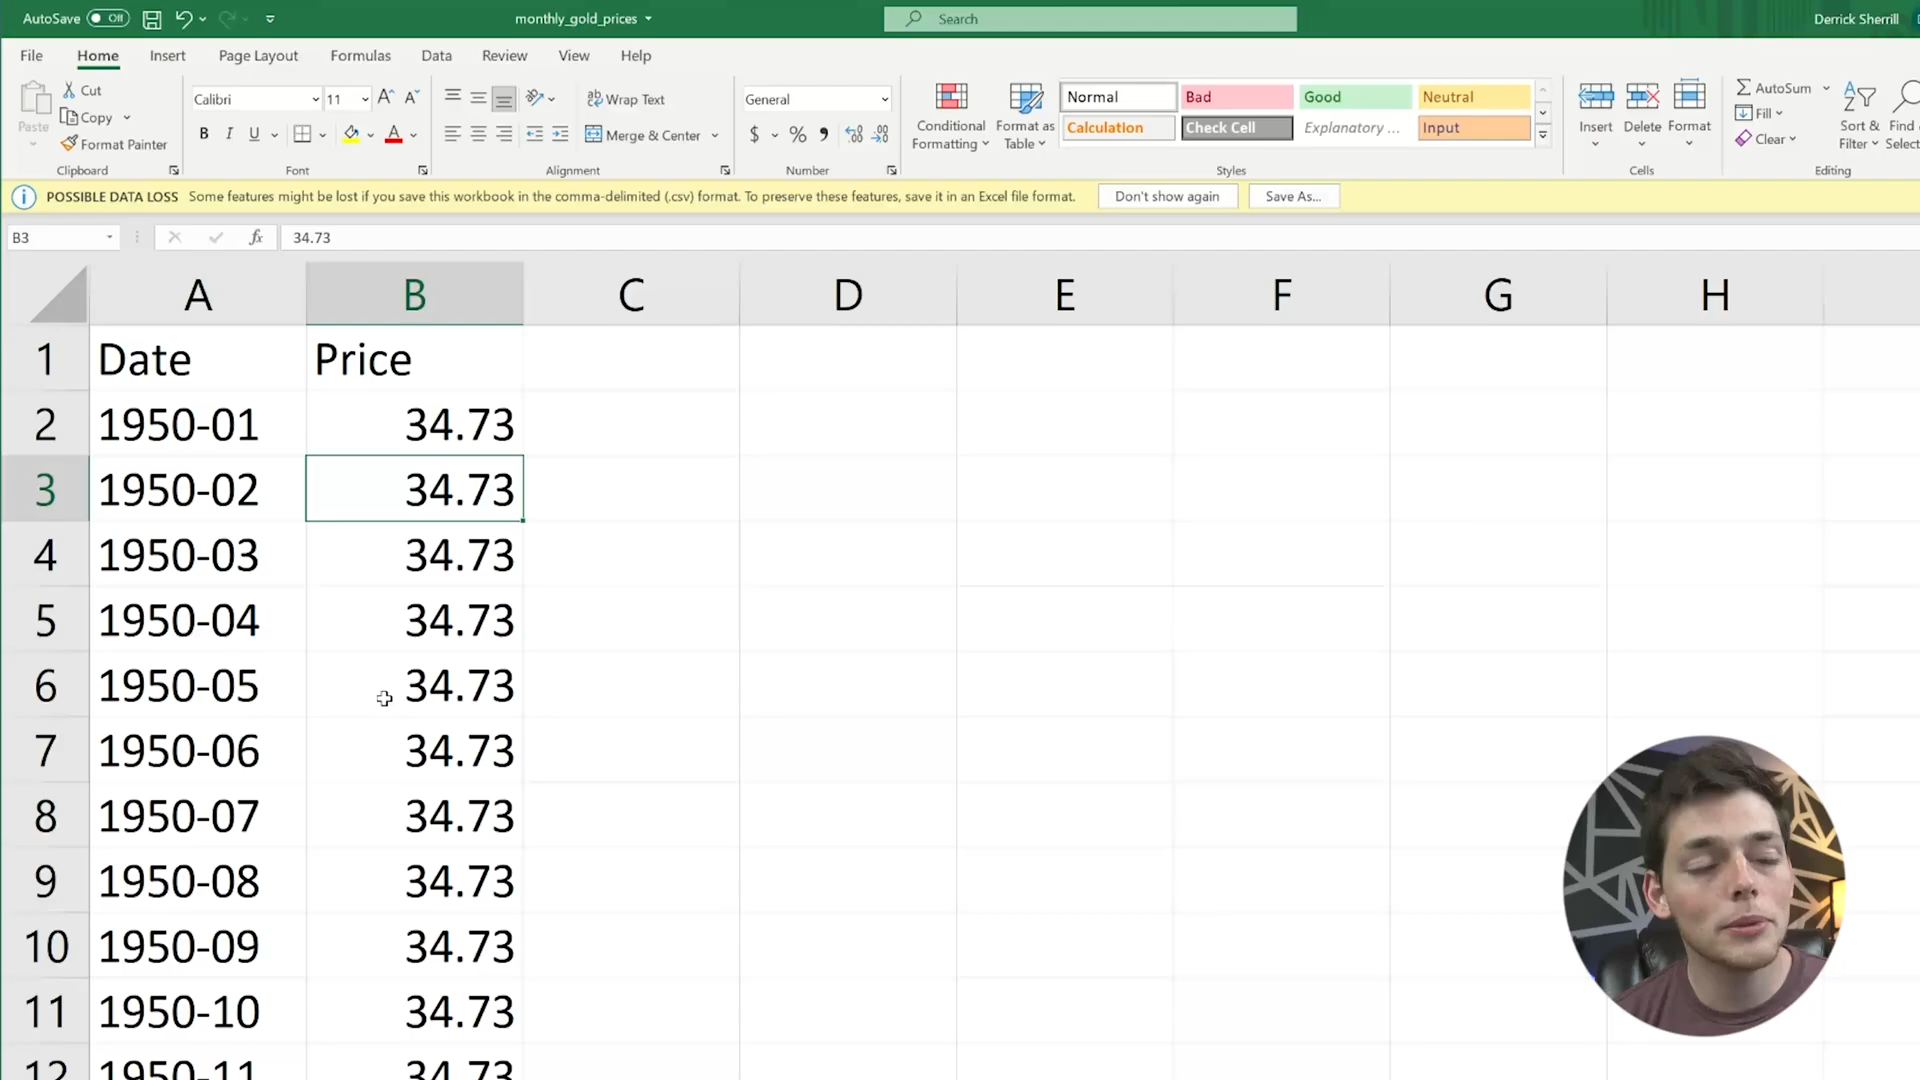 AutoSave Off monthly_gold_prices Search Derrick Sherrill
File Home Insert Page Layout Formulas Data Review View Help
Paste Cut Copy Format Painter Clipboard
Calibri 11 A A B I U A Font
Wrap Text Merge & Center Alignment
General $ % Number
Conditional Formatting Format as Table
Normal Bad Good Neutral
Calculation Check Cell Explanatory ... Input
Styles
Insert Delete Format Cells
AutoSum Fill Clear Sort & Filter Find Select Editing
POSSIBLE DATA LOSS Some features might be lost if you save this workbook in the comma-delimited (.csv) format. To preserve these features, save it in an Excel file format. Don't show again Save As...
B3 fx 34.73
A B C D E F G H
1 Date Price
2 1950-01 34.73
3 1950-02 34.73
4 1950-03 34.73
5 1950-04 34.73
6 1950-05 34.73
7 1950-06 34.73
8 1950-07 34.73
9 1950-08 34.73
10 1950-09 34.73
11 1950-10 34.73
12 1950-11 34.73